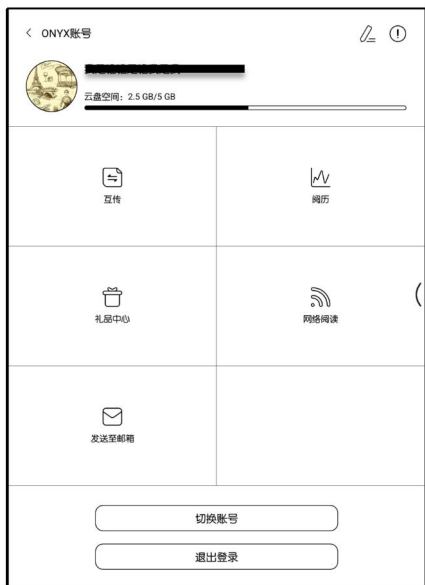 ONYX账号
云盘空间：2.5 GB/5 GB
互传
阅历
礼品中心
网络阅读
发送至邮箱
切换账号
退出登录